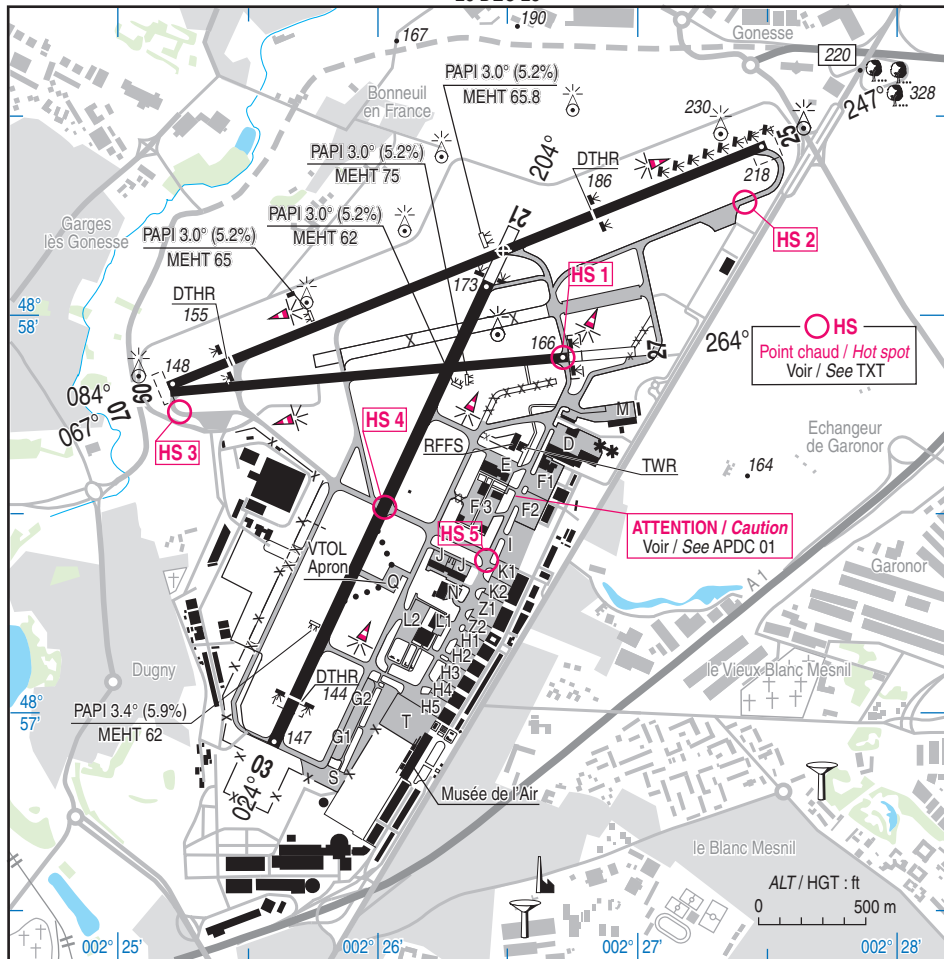 190
167
Gonesse
220
328
247°
PAPI 3.0° (5.2%)
MEHT 65.8
Bonneuil
en France
230
25
204°
PAPI 3.0° (5.2%)
MEHT 75
DTHR
186
218
Garges
lès Gonesse
PAPI 3.0° (5.2%)
MEHT 62
21
HS 2
PAPI 3.0° (5.2%)
MEHT 65
HS 1
173
DTHR
155
48°
58'
166
27
264°
HS
Point chaud / Hot spot
Voir / See TXT
148
084°
09
07
067°
HS 3
HS 4
M
RFFS
D
TWR
E
F1
Echangeur
de Garonor
164
F3
F2
I
ATTENTION / Caution
Voir / See APDC 01
HS 5
I
VTOL
Apron
J
J
K1
Garonor
Q
N
K2
A 1
Z1
L2
L1
Z2
H1
H2
H3
H4
H5
Dugny
le Vieux Blanc Mesnil
DTHR
144
G2
48°
57'
PAPI 3.4° (5.9%)
MEHT 62
T
147
G1
03
024°
S
Musée de l'Air
le Blanc Mesnil
ALT / HGT : ft
0
500 m
002° 25'
002° 26'
002° 27'
002° 28'